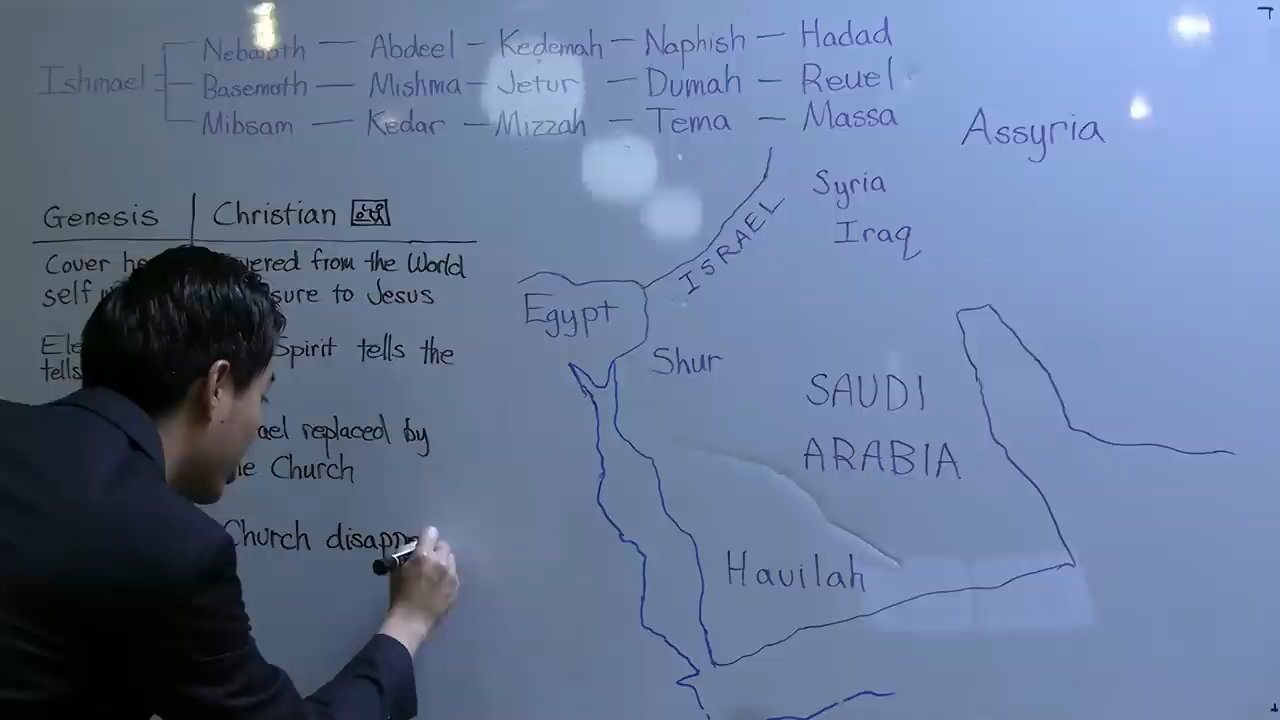 Ishmael
Nebaioth — Abdeel — Kedemah — Naphish — Hadad
Basemath — Mishma — Jetur — Dumah — Reuel
Mibsam — Kedar — Mizzah — Tema — Massa
Assyria
Syria
Iraq
ISRAEL
Egypt
Shur
SAUDI
ARABIA
Havilah
Genesis | Christian
Cover from the World
self sure to Jesus
Spirit tells the
tells
replaced by
Church
Church